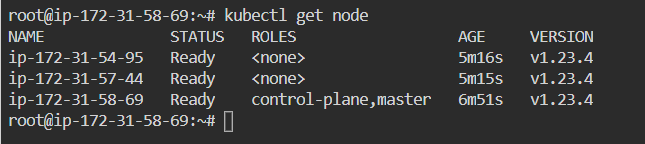 root@ip-172-31-58-69:~# kubectl get node
NAME STATUS ROLES AGE VERSION
ip-172-31-54-95 Ready <none> 5m16s v1.23.4
ip-172-31-57-44 Ready <none> 5m15s v1.23.4
ip-172-31-58-69 Ready control-plane,master 6m51s v1.23.4
root@ip-172-31-58-69:~#